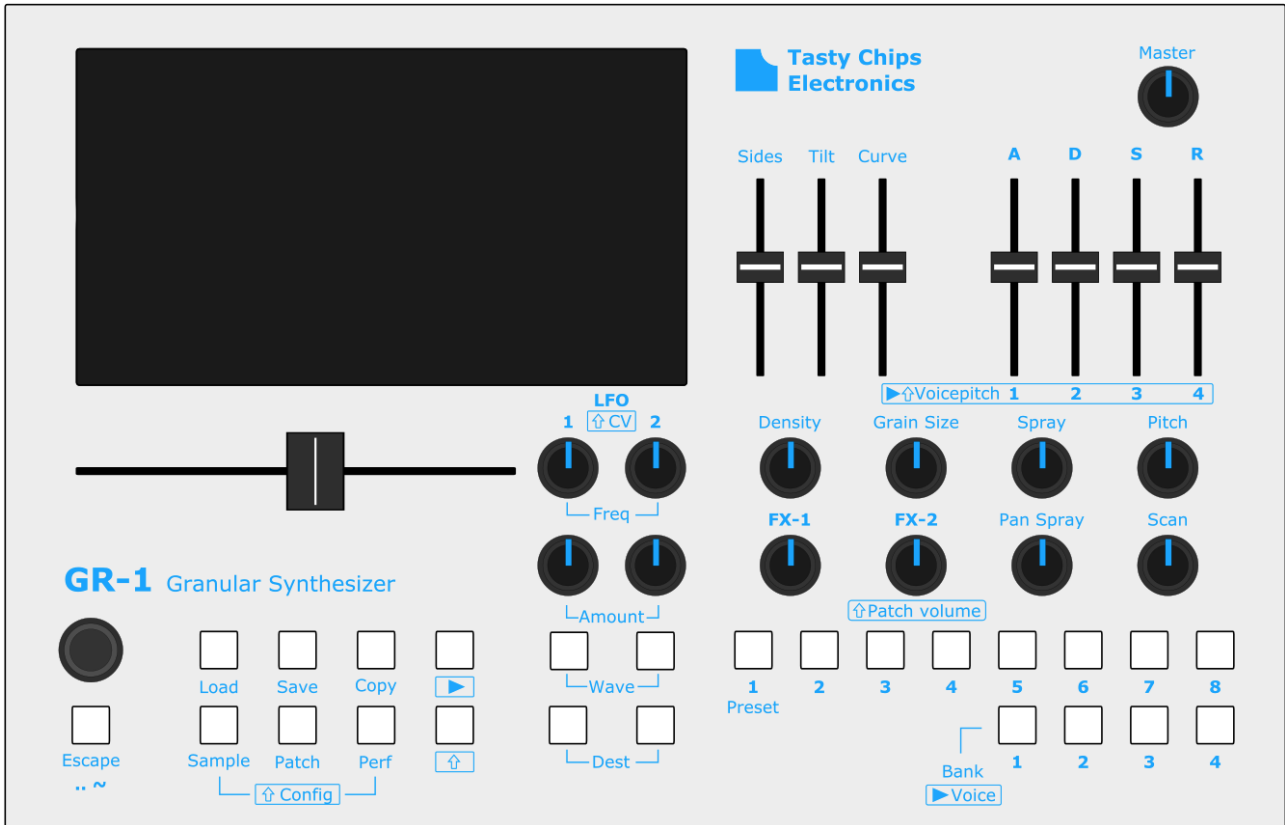 Tasty Chips
Electronics
Master
Sides Tilt Curve A D S R
▶⇧Voicepitch 1 2 3 4
LFO
1 ⇧CV 2
Density Grain Size Spray Pitch
Freq
FX-1 FX-2 Pan Spray Scan
GR-1 Granular Synthesizer
Amount
⇧Patch volume
Load Save Copy ▶
Wave
1 2 3 4 5 6 7 8
Preset
Escape
.. ~
Sample Patch Perf ⇧
⇧ Config
Dest
Bank
▶Voice
1 2 3 4